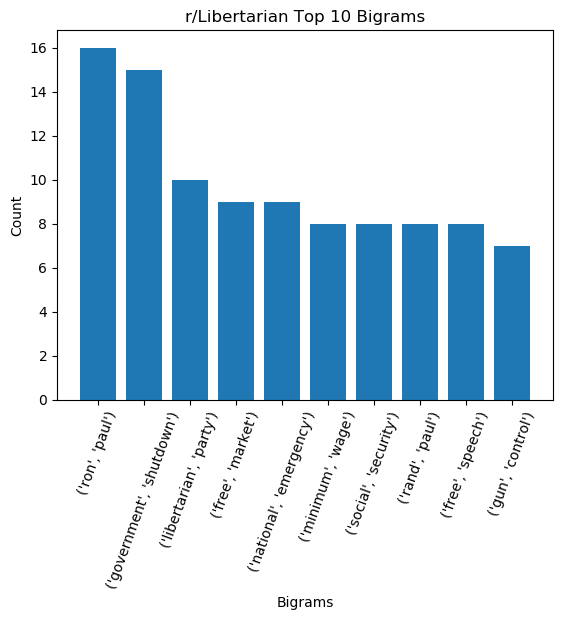 r/Libertarian Top 10 Bigrams
16
14
12
10
8
6
4
2
0
Count
('ron', 'paul')
('government', 'shutdown')
('libertarian', 'party')
('free', 'market')
('national', 'emergency')
('minimum', 'wage')
('social', 'security')
('rand', 'paul')
('free', 'speech')
('gun', 'control')
Bigrams